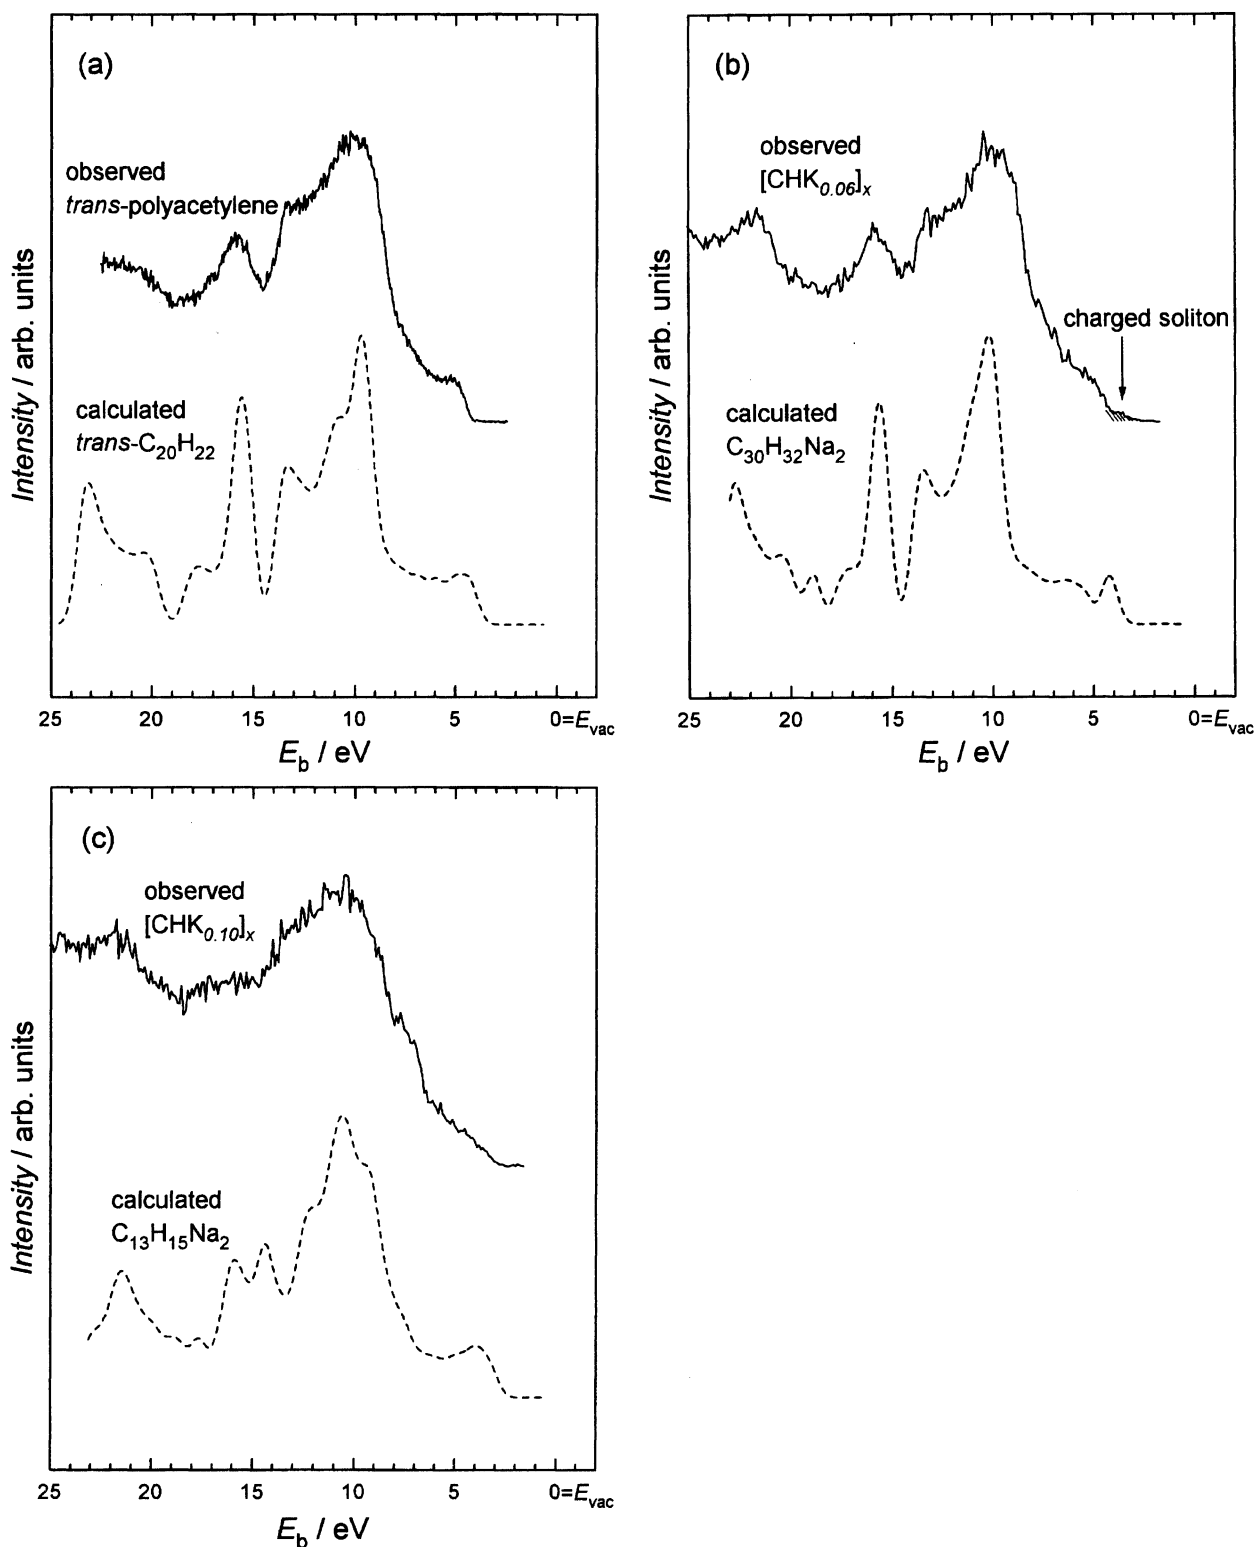 (a)
observed
trans-polyacetylene
calculated
trans-C20H22
Intensity / arb. units
25 20 15 10 5 0=Evac
Eb / eV
(b)
observed
[CHK0.06]x
charged soliton
calculated
C30H32Na2
Intensity / arb. units
25 20 15 10 5 0=Evac
Eb / eV
(c)
observed
[CHK0.10]x
calculated
C13H15Na2
Intensity / arb. units
25 20 15 10 5 0=Evac
Eb / eV